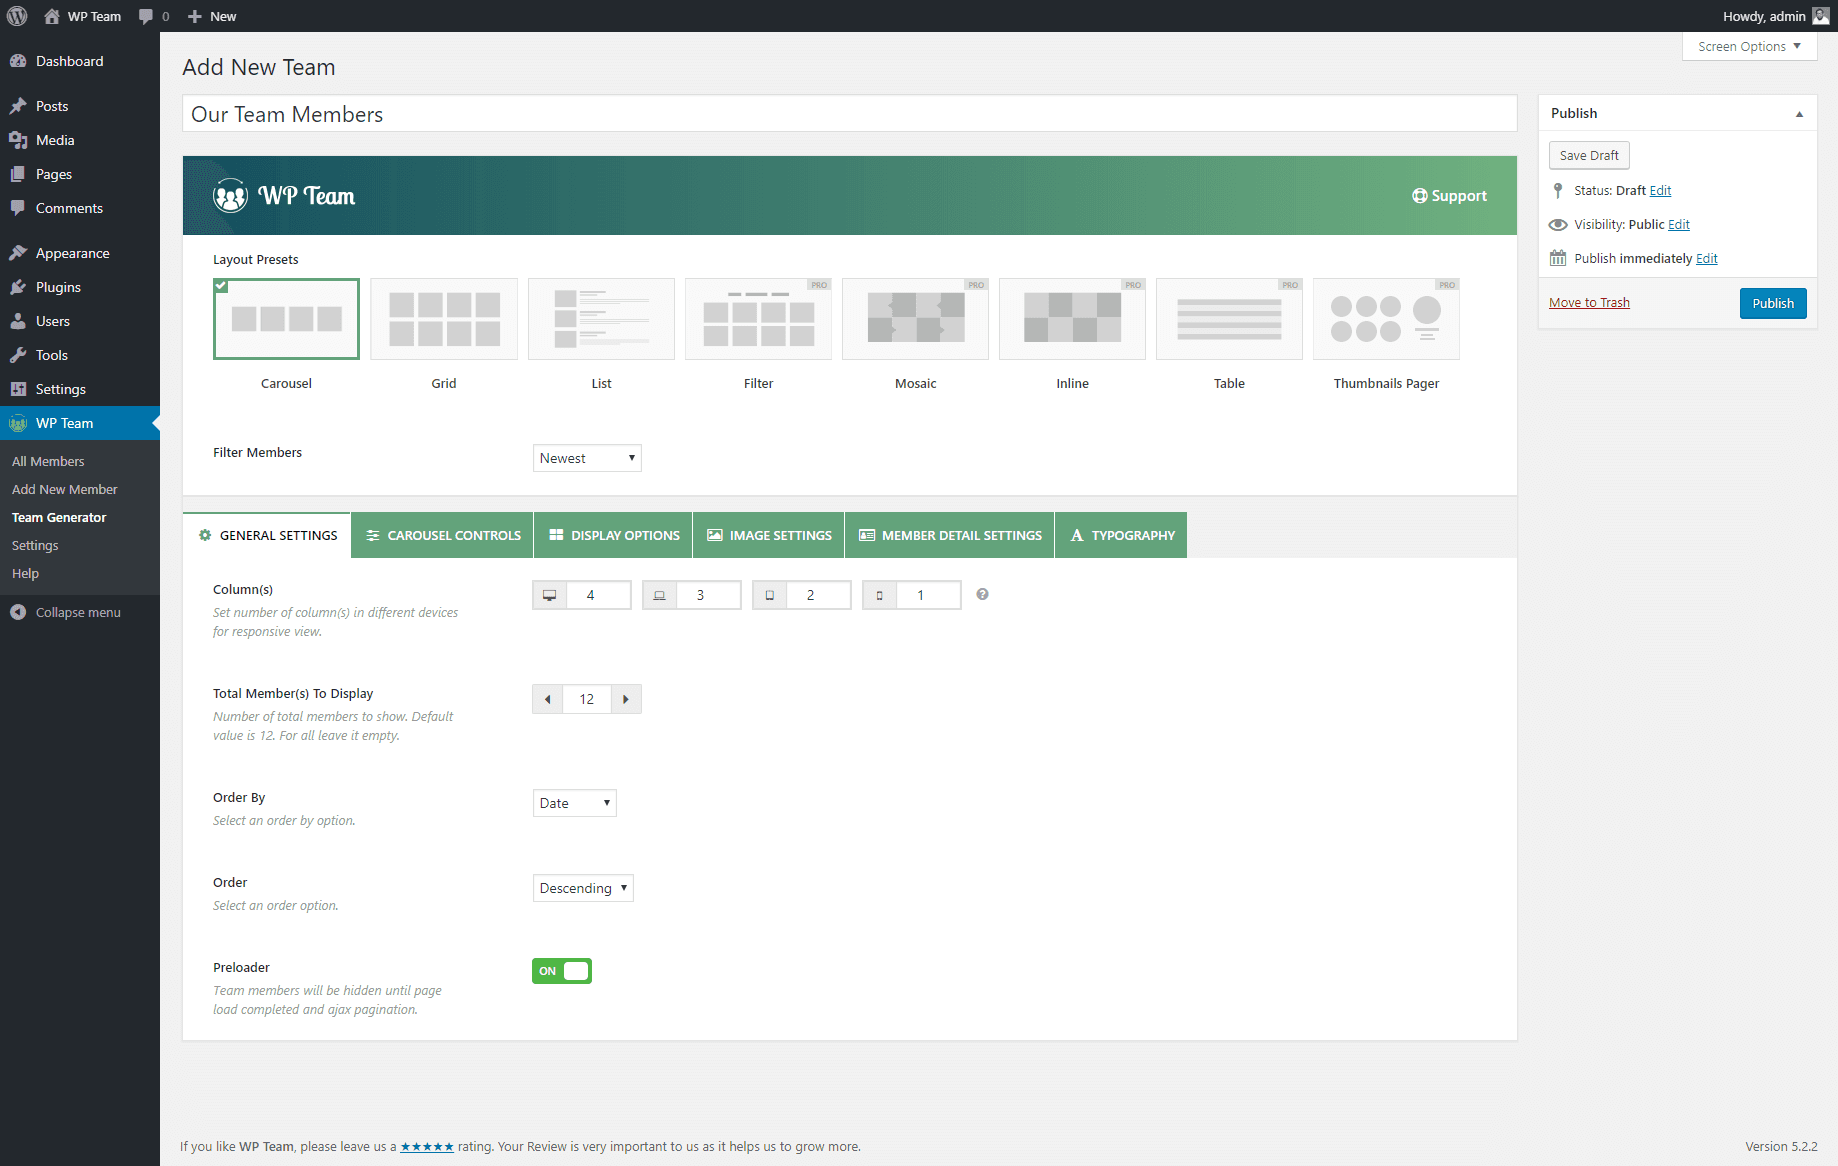 WP Team
0
New
Howdy, admin
Screen Options
Dashboard
Posts
Media
Pages
Comments
Appearance
Plugins
Users
Tools
Settings
WP Team
All Members
Add New Member
Team Generator
Settings
Help
Collapse menu
Add New Team
Our Team Members
WP Team
Support
Layout Presets
PRO
PRO
PRO
PRO
PRO
Carousel
Grid
List
Filter
Mosaic
Inline
Table
Thumbnails Pager
Filter Members
Newest
GENERAL SETTINGS
CAROUSEL CONTROLS
DISPLAY OPTIONS
IMAGE SETTINGS
MEMBER DETAIL SETTINGS
TYPOGRAPHY
Column(s)
Set number of column(s) in different devices
for responsive view.
4
3
2
1
Total Member(s) To Display
Number of total members to show. Default
value is 12. For all leave it empty.
12
Order By
Select an order by option.
Date
Order
Select an order option.
Descending
Preloader
Team members will be hidden until page
load completed and ajax pagination.
ON
Publish
Save Draft
Status: Draft Edit
Visibility: Public Edit
Publish immediately Edit
Move to Trash
Publish
If you like WP Team, please leave us a ★★★★★ rating. Your Review is very important to us as it helps us to grow more.
Version 5.2.2